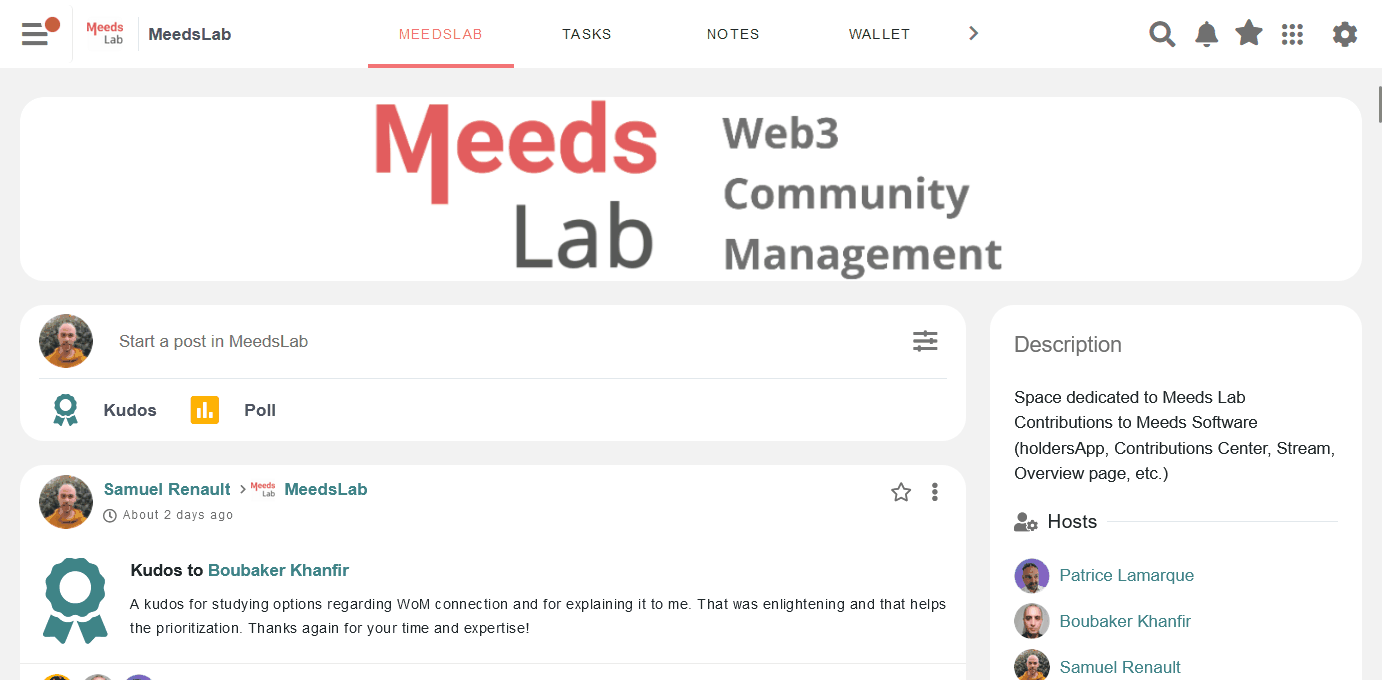 Meeds
Lab
MeedsLab
MEEDSLAB
TASKS
NOTES
WALLET
Meeds
Lab
Web3
Community
Management
Start a post in MeedsLab
Kudos
Poll
Samuel Renault
Meeds
Lab
MeedsLab
About 2 days ago
Kudos to Boubaker Khanfir
A kudos for studying options regarding WoM connection and for explaining it to me. That was enlightening and that helps
the prioritization. Thanks again for your time and expertise!
Description
Space dedicated to Meeds Lab
Contributions to Meeds Software
(holdersApp, Contributions Center, Stream,
Overview page, etc.)
Hosts
Patrice Lamarque
Boubaker Khanfir
Samuel Renault